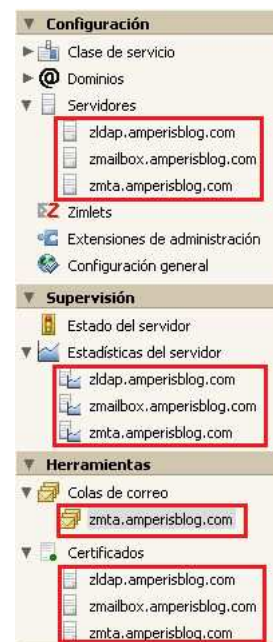 Configuración
Clase de servicio
Dominios
Servidores
zldap.amperisblog.com
zmailbox.amperisblog.com
zmta.amperisblog.com
Zimlets
Extensiones de administración
Configuración general
Supervisión
Estado del servidor
Estadísticas del servidor
zldap.amperisblog.com
zmailbox.amperisblog.com
zmta.amperisblog.com
Herramientas
Colas de correo
zmta.amperisblog.com
Certificados
zldap.amperisblog.com
zmailbox.amperisblog.com
zmta.amperisblog.com